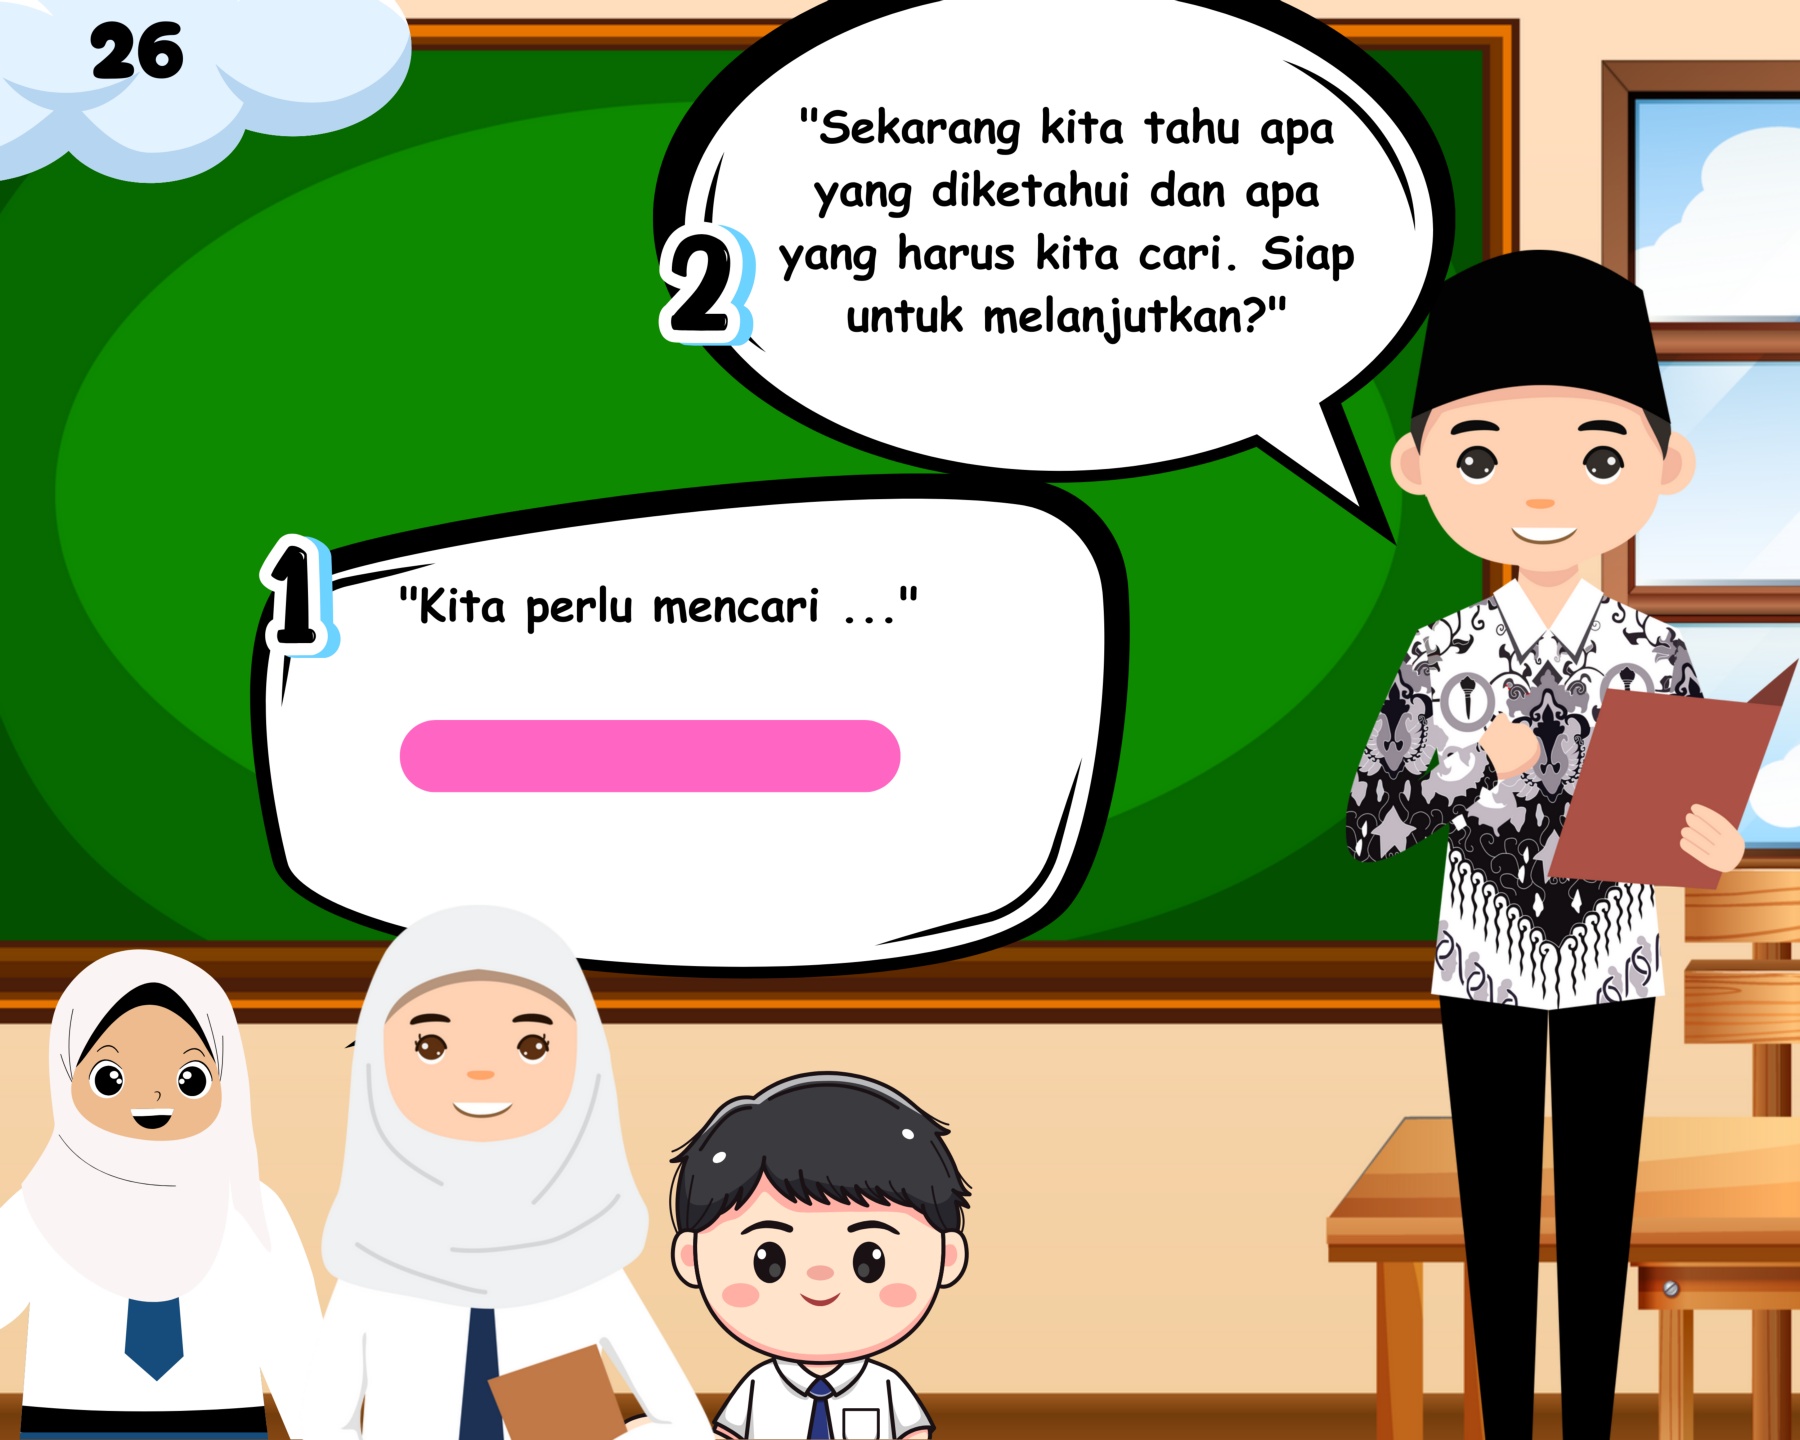 26
1
"Kita perlu mencari ..."
2
"Sekarang kita tahu apa
yang diketahui dan apa
yang harus kita cari. Siap
untuk melanjutkan?"